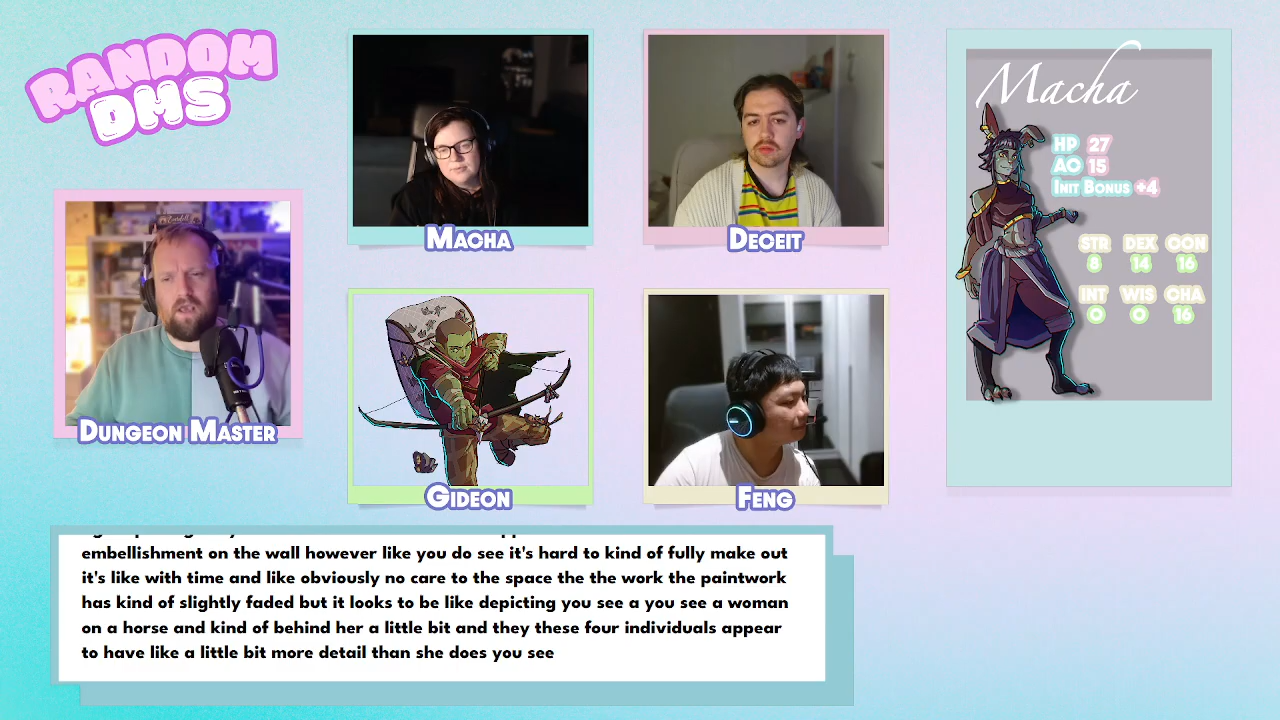 RANDOM
DMS
Macha
HP 27
AC 15
Init Bonus +4
STR DEX CON
8 14 16
INT WIS CHA
0 0 16
Macha
Deceit
Dungeon Master
Gideon
Feng
embellishment on the wall however like you do see it's hard to kind of fully make out
it's like with time and like obviously no care to the space the the work the paintwork
has kind of slightly faded but it looks to be like depicting you see a you see a woman
on a horse and kind of behind her a little bit and they these four individuals appear
to have like a little bit more detail than she does you see